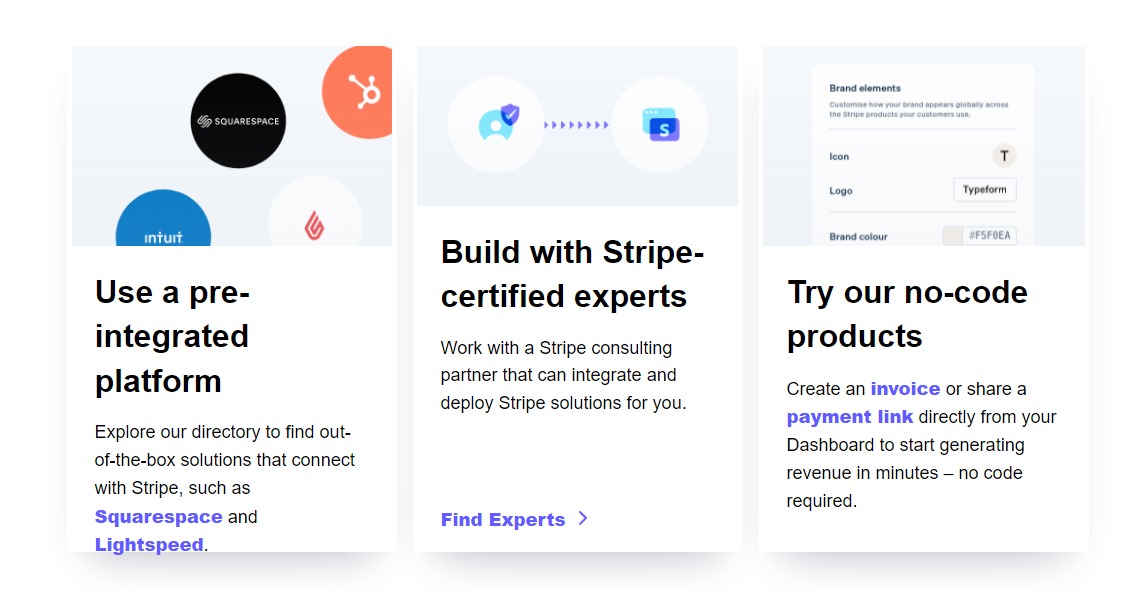 SQUARESPACE
intuit
Use a pre-
integrated
platform
Explore our directory to find out-
of-the-box solutions that connect
with Stripe, such as
Squarespace and
Lightspeed.
S
Build with Stripe-
certified experts
Work with a Stripe consulting
partner that can integrate and
deploy Stripe solutions for you.
Find Experts
Brand elements
Customise how your brand appears globally across
the Stripe products your customers use.
Icon T
Logo Typeform
Brand colour #F5F0EA
Try our no-code
products
Create an invoice or share a
payment link directly from your
Dashboard to start generating
revenue in minutes – no code
required.